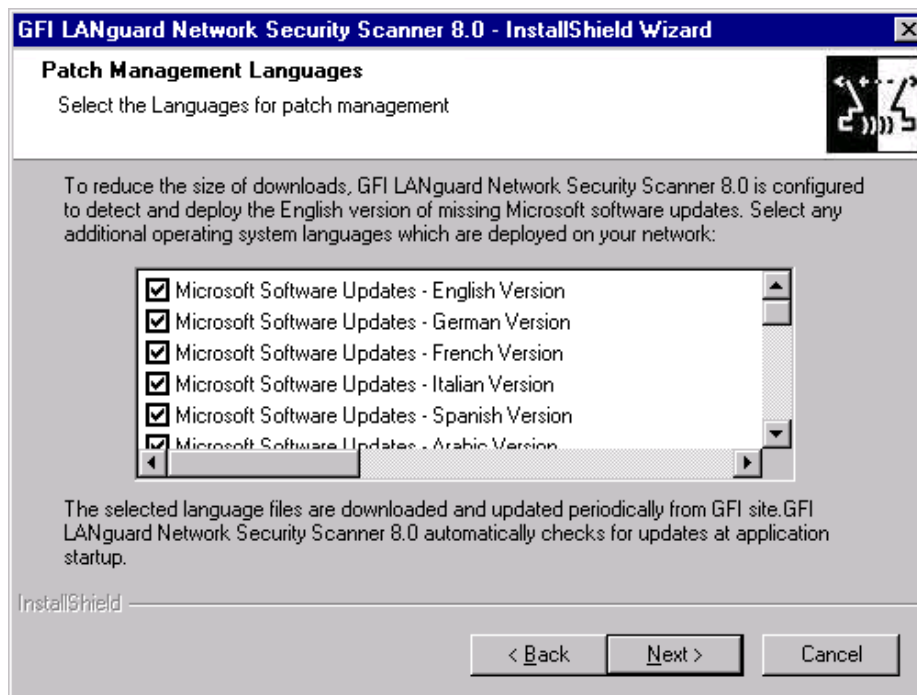 GFI LANguard Network Security Scanner 8.0 - InstallShield Wizard
Patch Management Languages
Select the Languages for patch management
To reduce the size of downloads, GFI LANguard Network Security Scanner 8.0 is configured
to detect and deploy the English version of missing Microsoft software updates. Select any
additional operating system languages which are deployed on your network:
Microsoft Software Updates - English Version
Microsoft Software Updates - German Version
Microsoft Software Updates - French Version
Microsoft Software Updates - Italian Version
Microsoft Software Updates - Spanish Version
Microsoft Software Updates - Arabic Version
The selected language files are downloaded and updated periodically from GFI site.GFI
LANguard Network Security Scanner 8.0 automatically checks for updates at application
startup.
InstallShield
< Back
Next >
Cancel